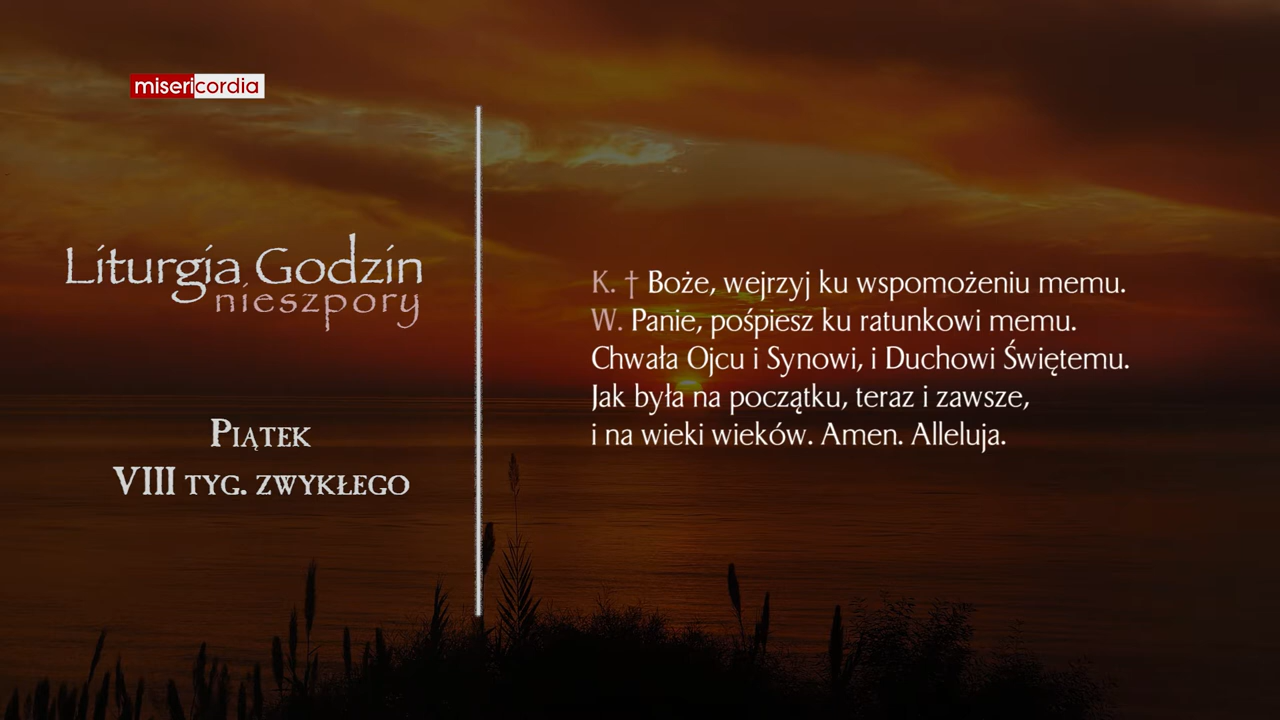 misericordia
Liturgia Godzin
nieszpory
Piątek
VIII tyg. zwykłego
K. † Boże, wejrzyj ku wspomożeniu memu.
W. Panie, pośpiesz ku ratunkowi memu.
Chwała Ojcu i Synowi, i Duchowi Świętemu.
Jak była na początku, teraz i zawsze,
i na wieki wieków. Amen. Alleluja.